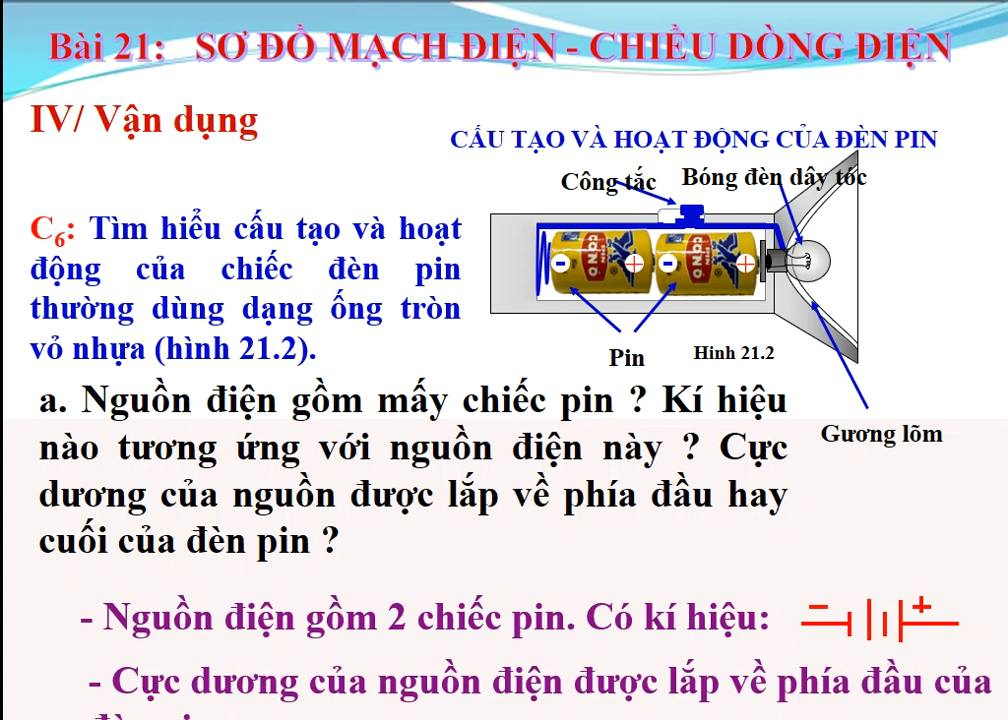 Bài 21: SƠ ĐỒ MẠCH ĐIỆN - CHIỀU DÒNG ĐIỆN
IV/ Vận dụng
CẤU TẠO VÀ HOẠT ĐỘNG CỦA ĐÈN PIN
Công tắc
Bóng đèn dây tóc
C6: Tìm hiểu cấu tạo và hoạt
động của chiếc đèn pin
thường dùng dạng ống tròn
vỏ nhựa (hình 21.2).
Pin
Hình 21.2
Gương lõm
a. Nguồn điện gồm mấy chiếc pin ? Kí hiệu
nào tương ứng với nguồn điện này ? Cực
dương của nguồn được lắp về phía đầu hay
cuối của đèn pin ?
- Nguồn điện gồm 2 chiếc pin. Có kí hiệu:
- Cực dương của nguồn điện được lắp về phía đầu của